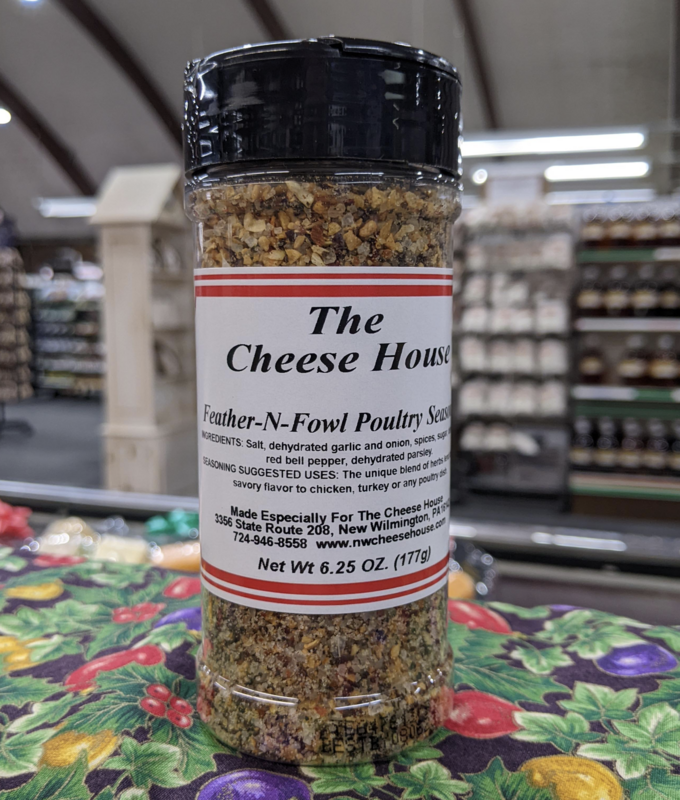 The
Cheese House
Feather-N-Fowl Poultry
INGREDIENTS: Salt, dehydrated garlic and onion, spices,
red bell pepper, dehydrated parsley.
SEASONING SUGGESTED USES: The unique blend of herbs
savory flavor to chicken, turkey or any poultry
Made Especially For The Cheese House
3356 State Route 208, New Wilmington, PA
724-946-8558 www.nwcheesehouse.com
Net Wt 6.25 OZ. (177g)